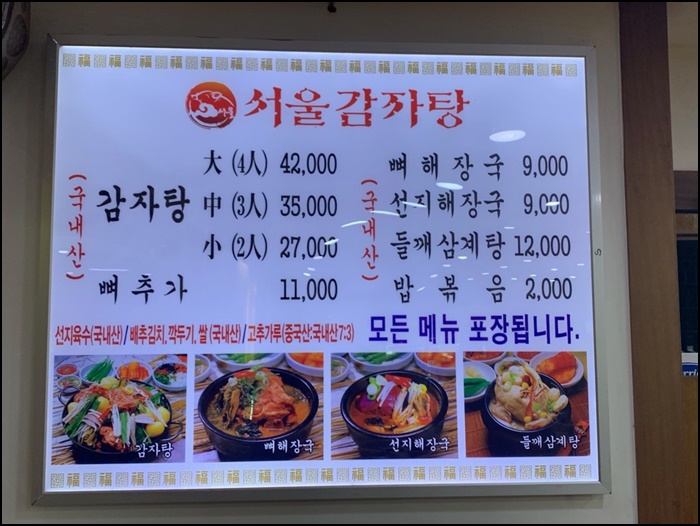 서울감자탕
(국내산)
감자탕
大 (4人) 42,000
中 (3人) 35,000
小 (2人) 27,000
뼈추가 11,000
(국내산)
뼈해장국 9,000
선지해장국 9,000
들깨삼계탕 12,000
밥볶음 2,000
선지육수(국내산)/배추김치, 깍두기, 쌀 (국내산)/고추가루(중국산:국내산 7:3)
모든 메뉴 포장됩니다.
감자탕 뼈해장국 선지해장국 들깨삼계탕